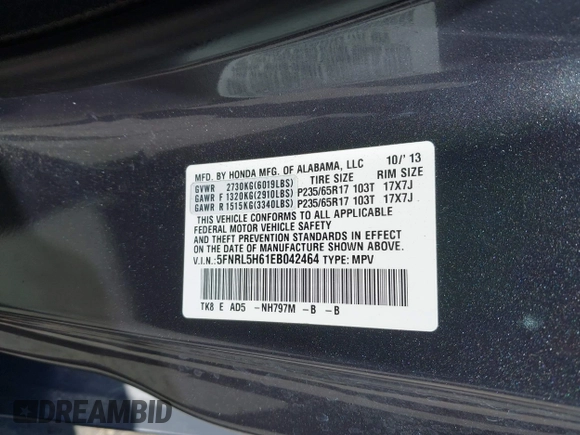 MFD. BY HONDA MFG. OF ALABAMA, LLC 10/'13
GVWR 2730KG(6019LBS) TIRE SIZE RIM SIZE
GAWR F 1320KG(2910LBS) P235/65R17 103T 17X7J
GAWR R 1515KG(3340LBS) P235/65R17 103T 17X7J
THIS VEHICLE CONFORMS TO ALL APPLICABLE
FEDERAL MOTOR VEHICLE SAFETY
AND THEFT PREVENTION STANDARDS IN EFFECT
ON THE DATE OF MANUFACTURE SHOWN ABOVE.
V.I.N.:5FNRL5H61EB042464 TYPE: MPV
TK8 E AD5 -NH797M -B -B
DREAMBID